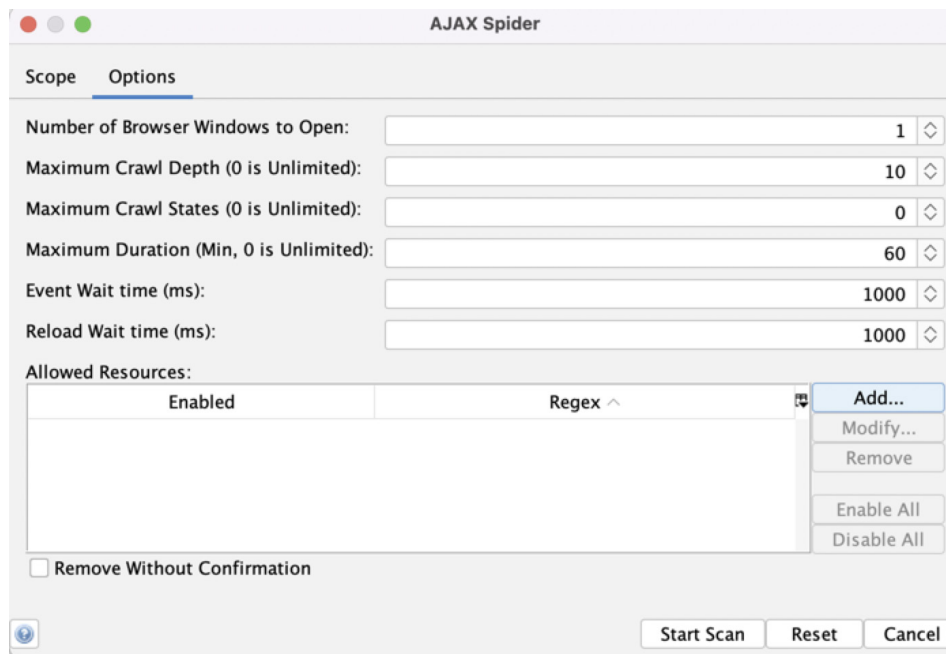 AJAX Spider
Scope Options
Number of Browser Windows to Open: 1
Maximum Crawl Depth (0 is Unlimited): 10
Maximum Crawl States (0 is Unlimited): 0
Maximum Duration (Min, 0 is Unlimited): 60
Event Wait time (ms): 1000
Reload Wait time (ms): 1000
Allowed Resources:
Enabled Regex Add...
Modify...
Remove
Enable All
Disable All
Remove Without Confirmation
? Start Scan Reset Cancel